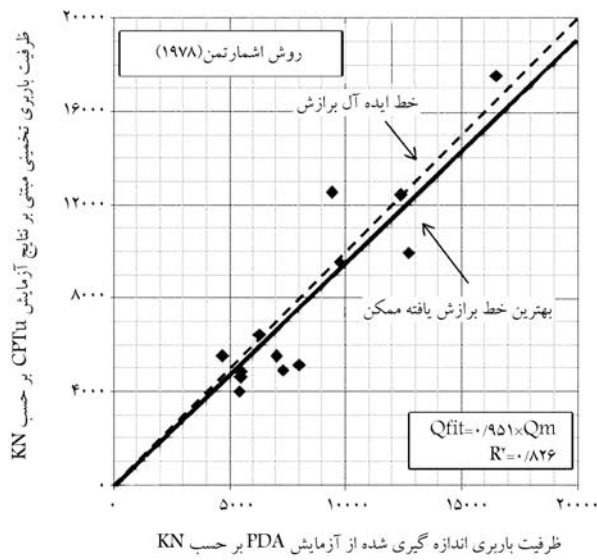 ظرفیت باربری تخمینی مبتنی بر نتایج آزمایش CPTu بر حسب KN
۲۰۰۰۰
۱۶۰۰۰
۱۲۰۰۰
۸۰۰۰
۴۰۰۰
۰
روش اشمارتمن(۱۹۷۸)
خط ایده آل برازش
بهترین خط برازش یافته ممکن
Qfit=۰/۹۵۱×Qm
R²=۰/۸۲۶
۰ ۵۰۰۰ ۱۰۰۰۰ ۱۵۰۰۰ ۲۰۰۰۰
ظرفیت باربری اندازه گیری شده از آزمایش PDA بر حسب KN